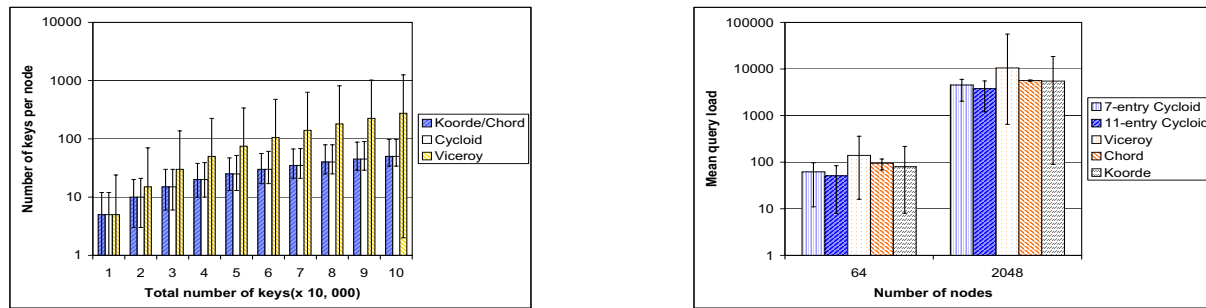 10000
1000
100
10
1
Number of keys per node
1 2 3 4 5 6 7 8 9 10
Total number of keys(x 10, 000)
Koorde/Chord
Cycloid
Viceroy
100000
10000
1000
100
10
1
Mean query load
64 2048
Number of nodes
7-entry Cycloid
11-entry Cycloid
Viceroy
Chord
Koorde